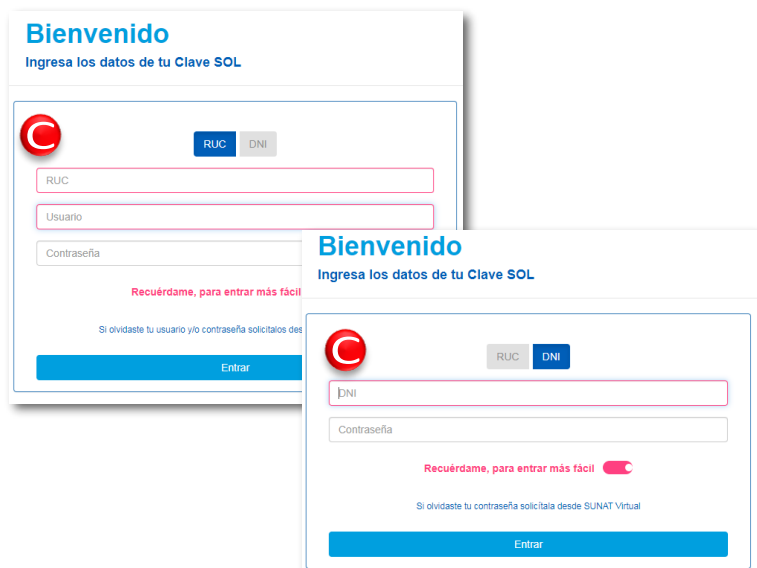 Bienvenido
Ingresa los datos de tu Clave SOL
C
RUC DNI
RUC
Usuario
Contraseña
Recuérdame, para entrar más fácil
Si olvidaste tu usuario y/o contraseña solicítalos des
Entrar
Bienvenido
Ingresa los datos de tu Clave SOL
C
RUC DNI
DNI
Contraseña
Recuérdame, para entrar más fácil
Si olvidaste tu contraseña solicítala desde SUNAT Virtual
Entrar